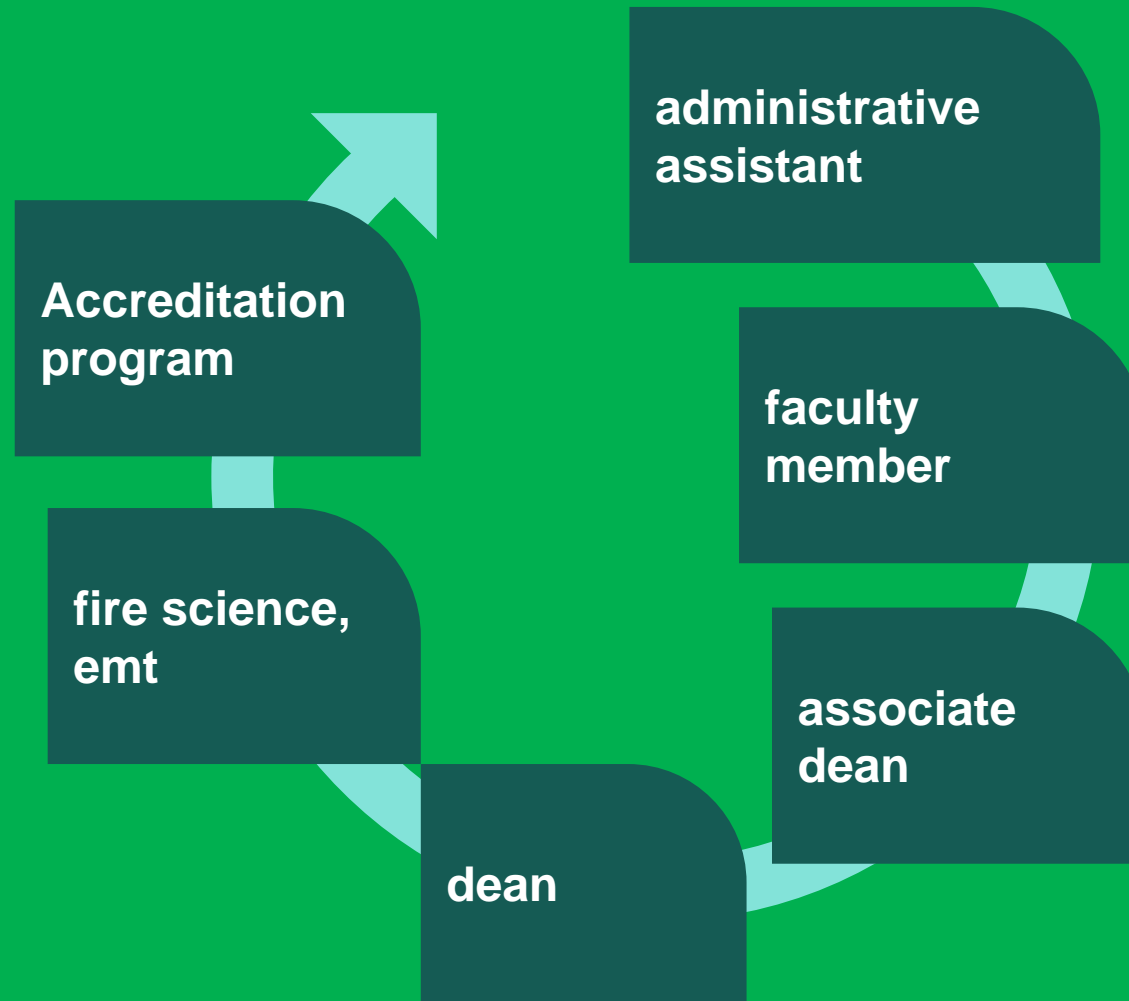 administrative
assistant
faculty
member
associate
dean
dean
fire science,
emt
Accreditation
program